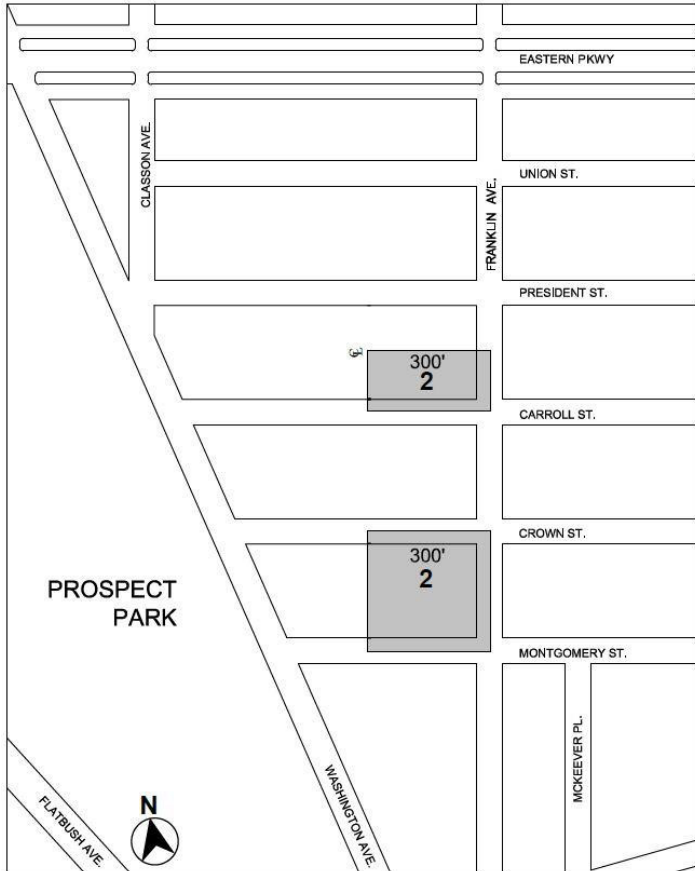 EASTERN PKWY
CLASSON AVE.
UNION ST.
FRANKLIN AVE.
PRESIDENT ST.
℄
300'
2
CARROLL ST.
CROWN ST.
300'
2
PROSPECT
PARK
MONTGOMERY ST.
MCKEEVER PL.
WASHINGTON AVE.
FLATBUSH AVE.
N